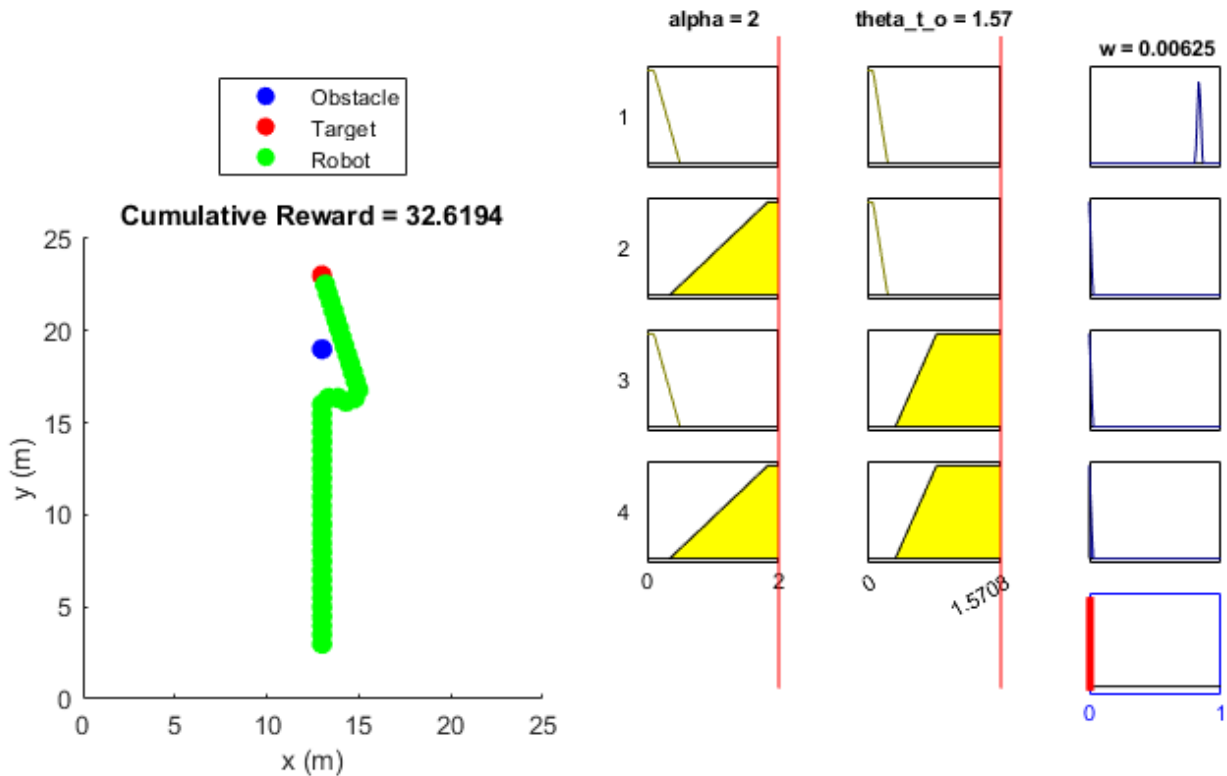 Obstacle
Target
Robot
Cumulative Reward = 32.6194
25
20
15
10
5
0
0 5 10 15 20 25
y (m)
x (m)
alpha = 2
theta_t_o = 1.57
w = 0.00625
1
2
3
4
0 2
0 1.5708
0 1